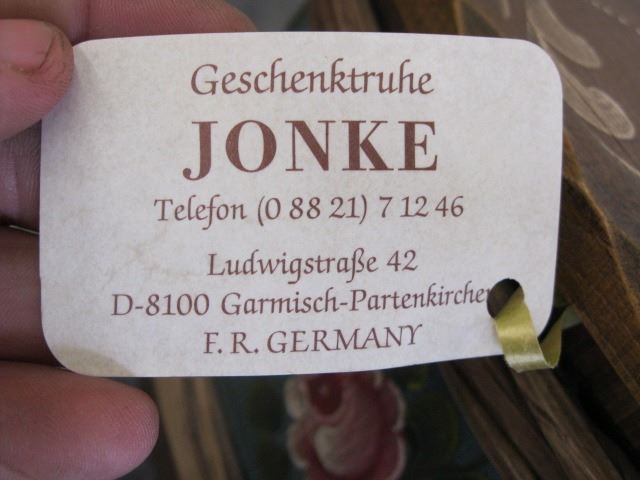 Geschenktruhe
JONKE
Telefon (0 88 21) 7 12 46
Ludwigstraße 42
D-8100 Garmisch-Partenkirchen
F. R. GERMANY